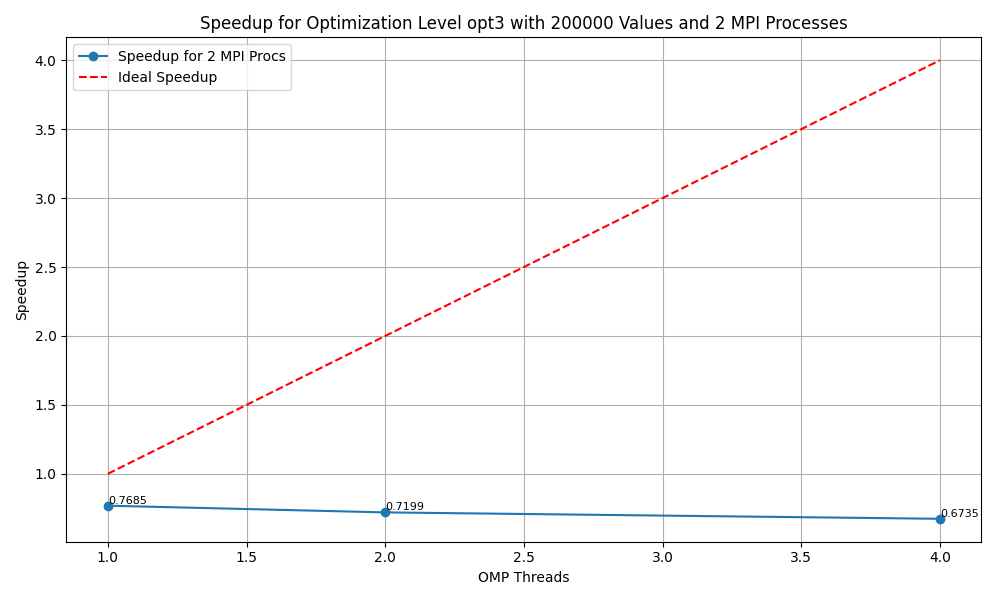 Speedup for Optimization Level opt3 with 200000 Values and 2 MPI Processes
Speedup for 2 MPI Procs
Ideal Speedup
4.0
3.5
3.0
2.5
2.0
1.5
1.0
Speedup
0.7685
0.7199
0.6735
1.0 1.5 2.0 2.5 3.0 3.5 4.0
OMP Threads